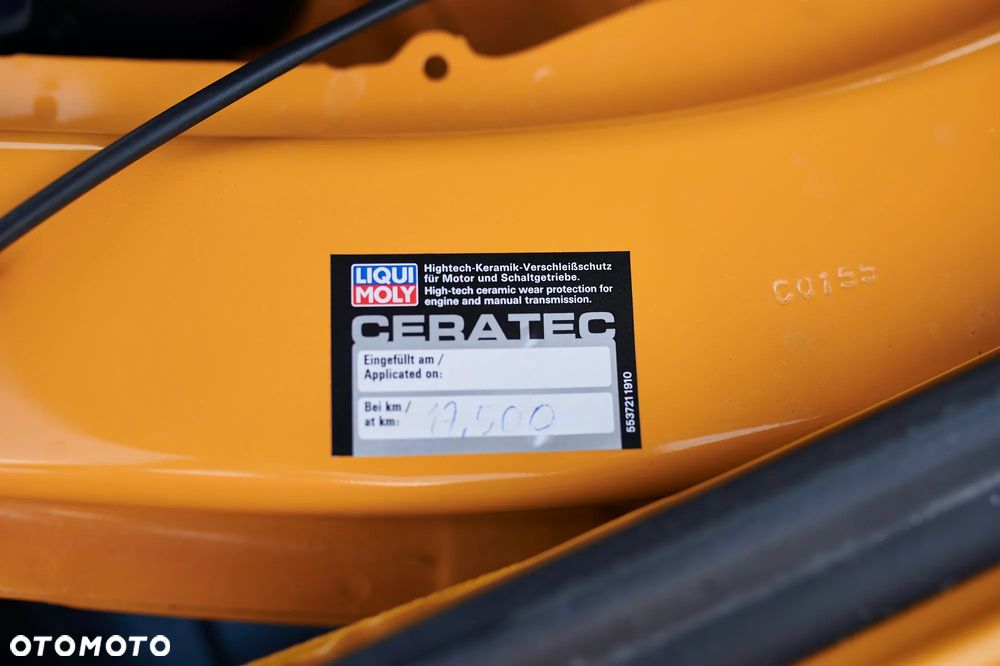 LIQUI
MOLY
Hightech-Keramik-Verschleißschutz
für Motor und Schaltgetriebe.
High-tech ceramic wear protection for
engine and manual transmission.
CERATEC
Eingefüllt am /
Applicated on:
Bei km /
at km: 17,500
5537211910
C0155
OTOMOTO